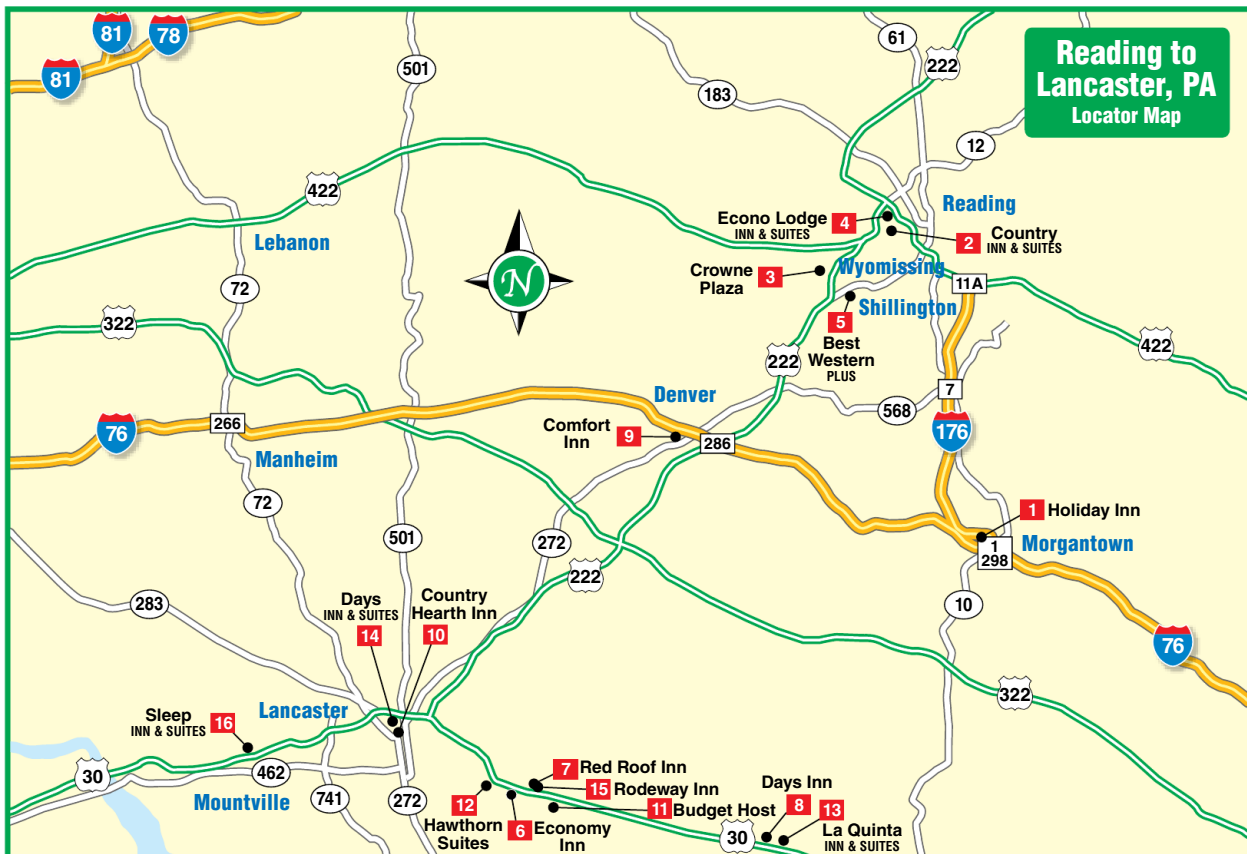 Reading to
Lancaster, PA
Locator Map
81
78
81
501
61
222
183
12
422
Reading
Econo Lodge
INN & SUITES
4
2
Country
INN & SUITES
Lebanon
Crowne
Plaza
3
Wyomissing
11A
N
72
5
Shillington
322
Best
Western
PLUS
222
422
Denver
7
568
76
266
Comfort
Inn
9
286
176
Manheim
72
1
Holiday Inn
501
272
1
298
Morgantown
222
283
10
Days
INN & SUITES
14
Country
Hearth Inn
10
76
322
Sleep
INN & SUITES
16
Lancaster
30
462
7
Red Roof Inn
15
Rodeway Inn
Mountville
741
272
12
Hawthorn
Suites
6
Economy
Inn
11
Budget Host
Days Inn
8
13
La Quinta
INN & SUITES
30